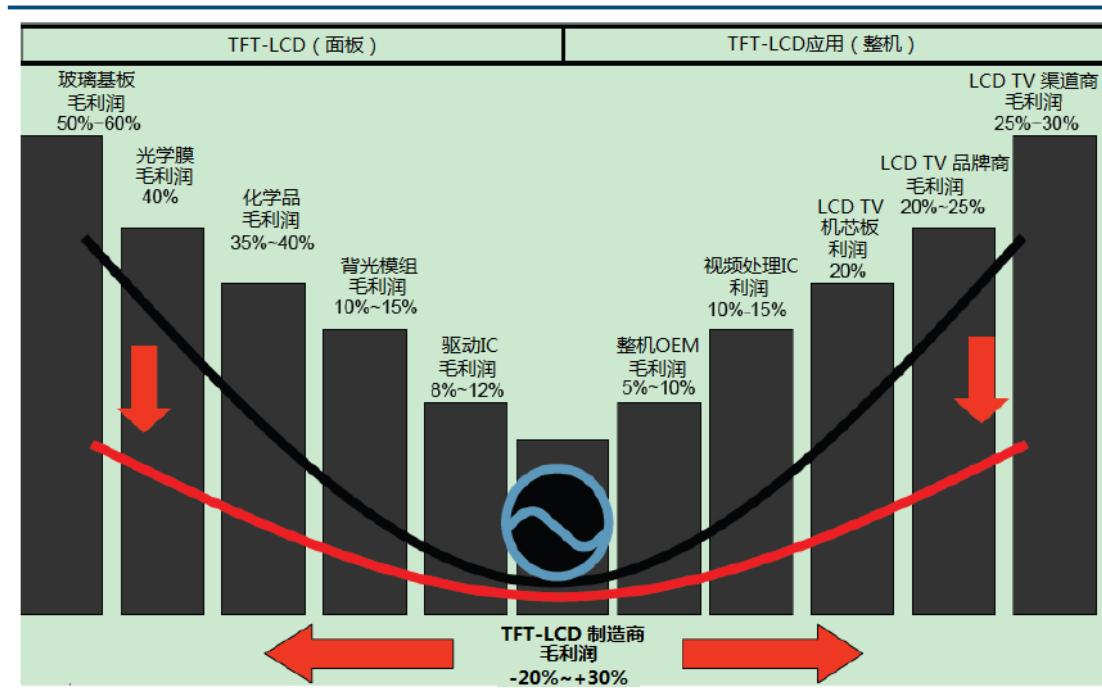 TFT-LCD（面板）
TFT-LCD应用（整机）
玻璃基板
毛利润
50%-60%
光学膜
毛利润
40%
化学品
毛利润
35%~40%
背光模组
毛利润
10%~15%
驱动IC
毛利润
8%~12%
TFT-LCD 制造商
毛利润
-20%~+30%
整机OEM
毛利润
5%~10%
视频处理IC
利润
10%-15%
LCD TV
机芯板
利润
20%
LCD TV 品牌商
毛利润
20%~25%
LCD TV 渠道商
毛利润
25%-30%